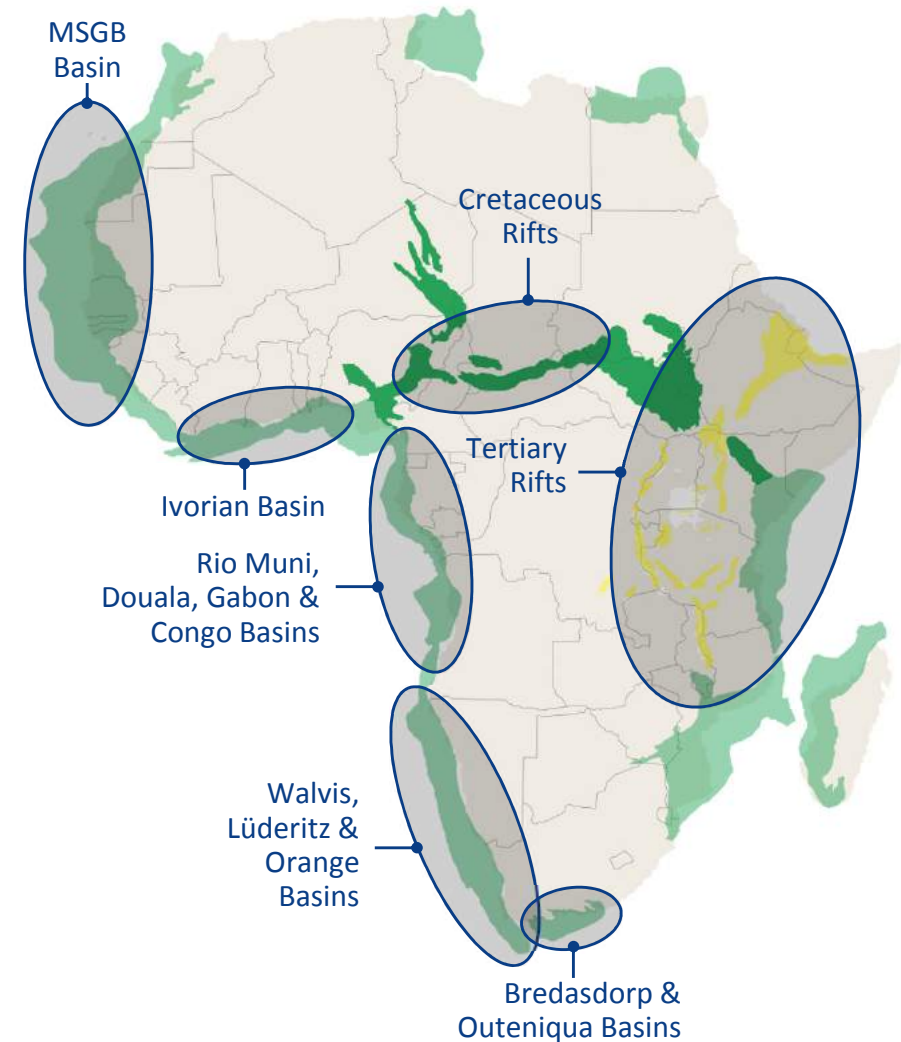 MSGB
Basin
Cretaceous
Rifts
Tertiary
Rifts
Ivorian Basin
Rio Muni,
Douala, Gabon &
Congo Basins
Walvis,
Lüderitz &
Orange
Basins
Bredasdorp &
Outeniqua Basins